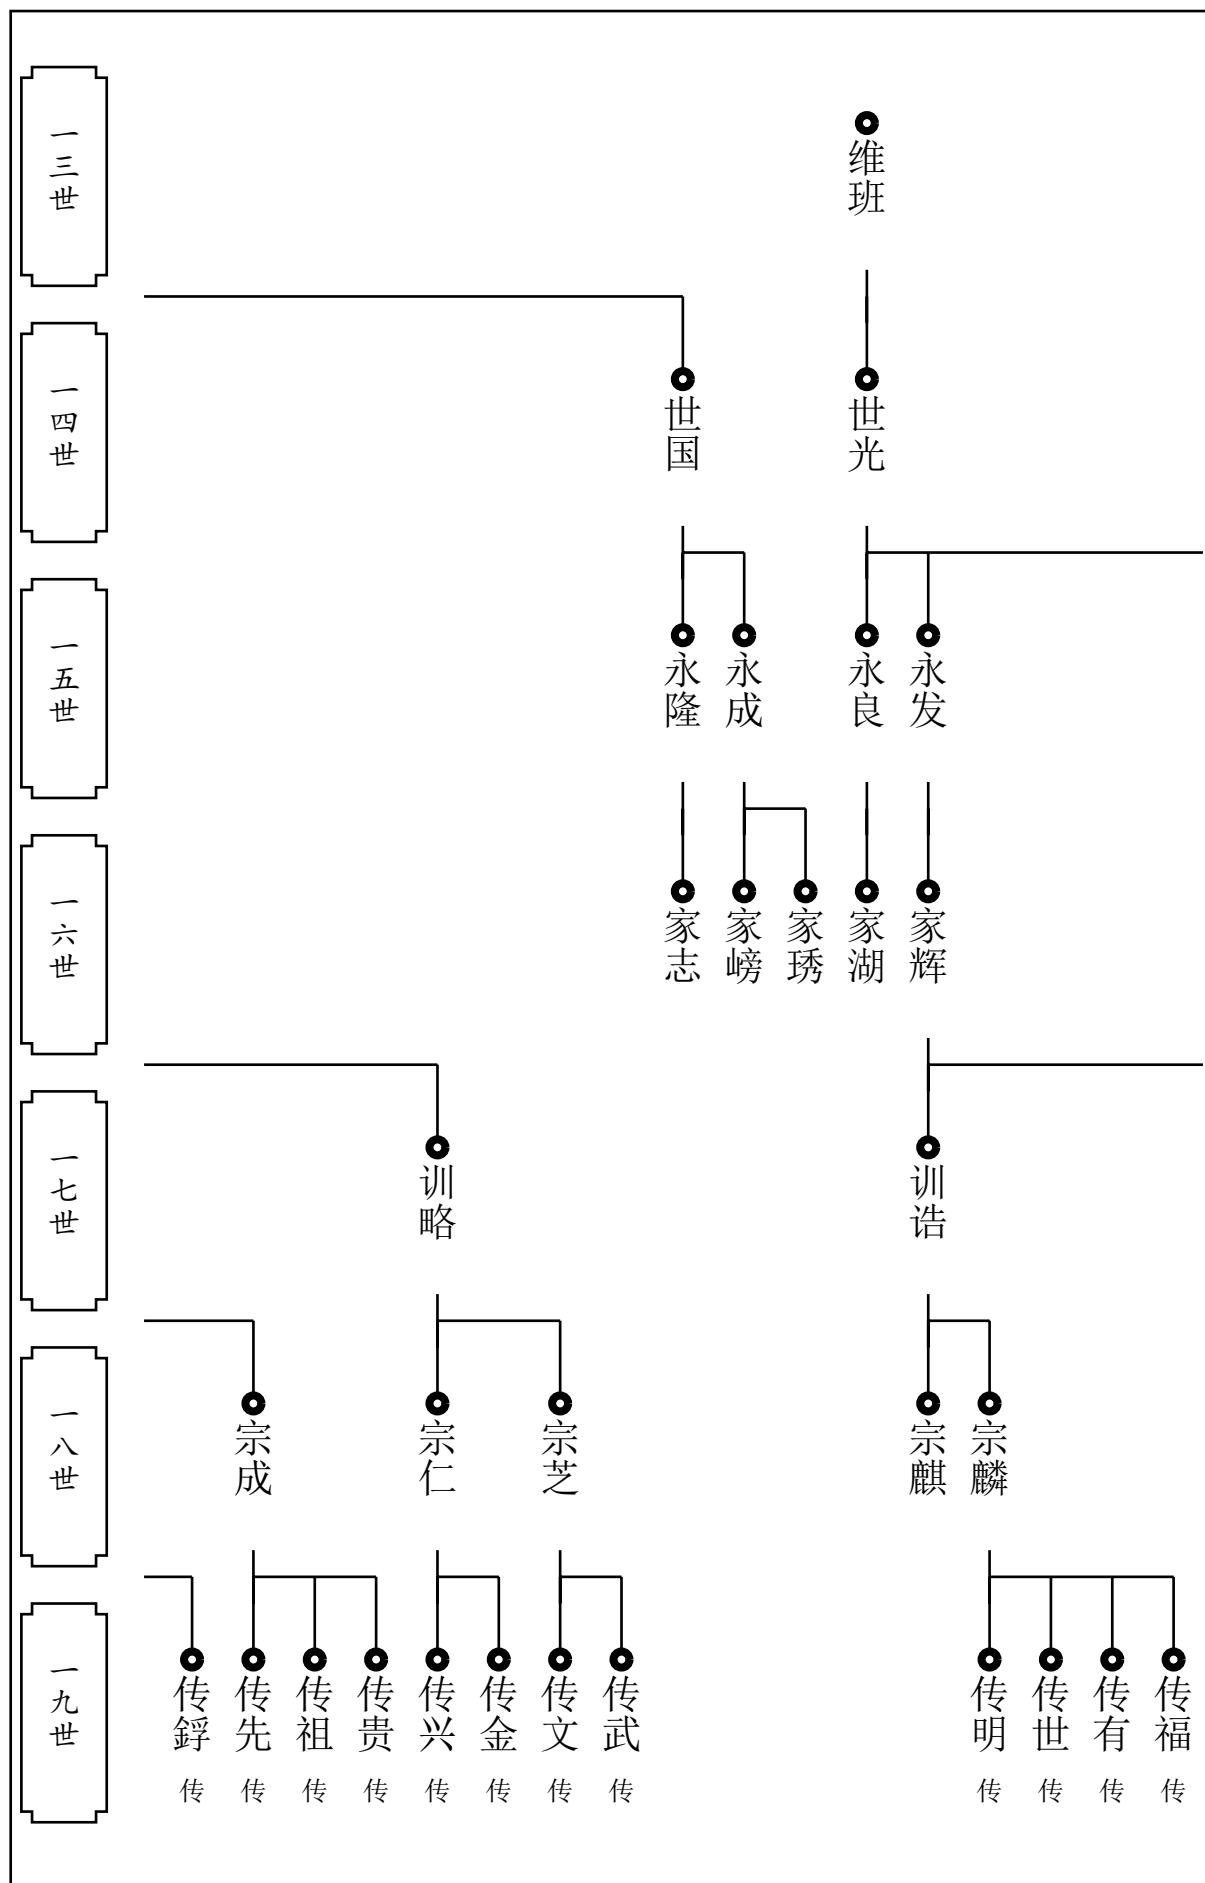 一三世
维班
一四世
世国
世光
一五世
永隆
永成
永良
永发
一六世
家志
家嵭
家琇
家湖
家辉
一七世
训略
训诰
一八世
宗成
宗仁
宗芝
宗麒
宗麟
一九世
传鋢
传先
传祖
传贵
传兴
传金
传文
传武
传明
传世
传有
传福
传
传
传
传
传
传
传
传
传
传
传
传